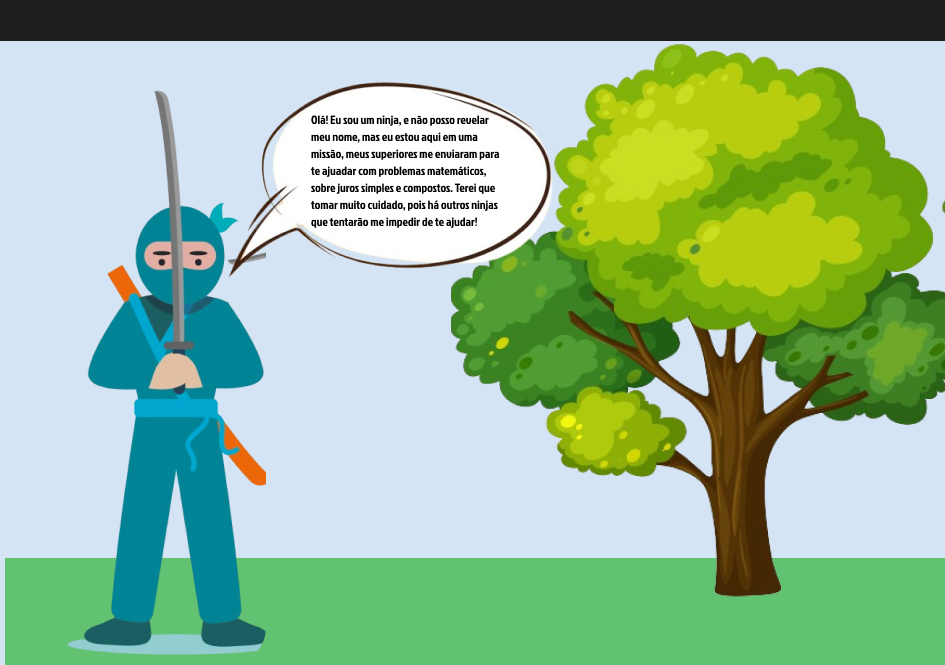 Olá! Eu sou um ninja, e não posso revelar
meu nome, mas eu estou aqui em uma
missão, meus superiores me enviaram para
te ajuadar com problemas matemáticos,
sobre juros simples e compostos. Terei que
tomar muito cuidado, pois há outros ninjas
que tentarão me impedir de te ajudar!